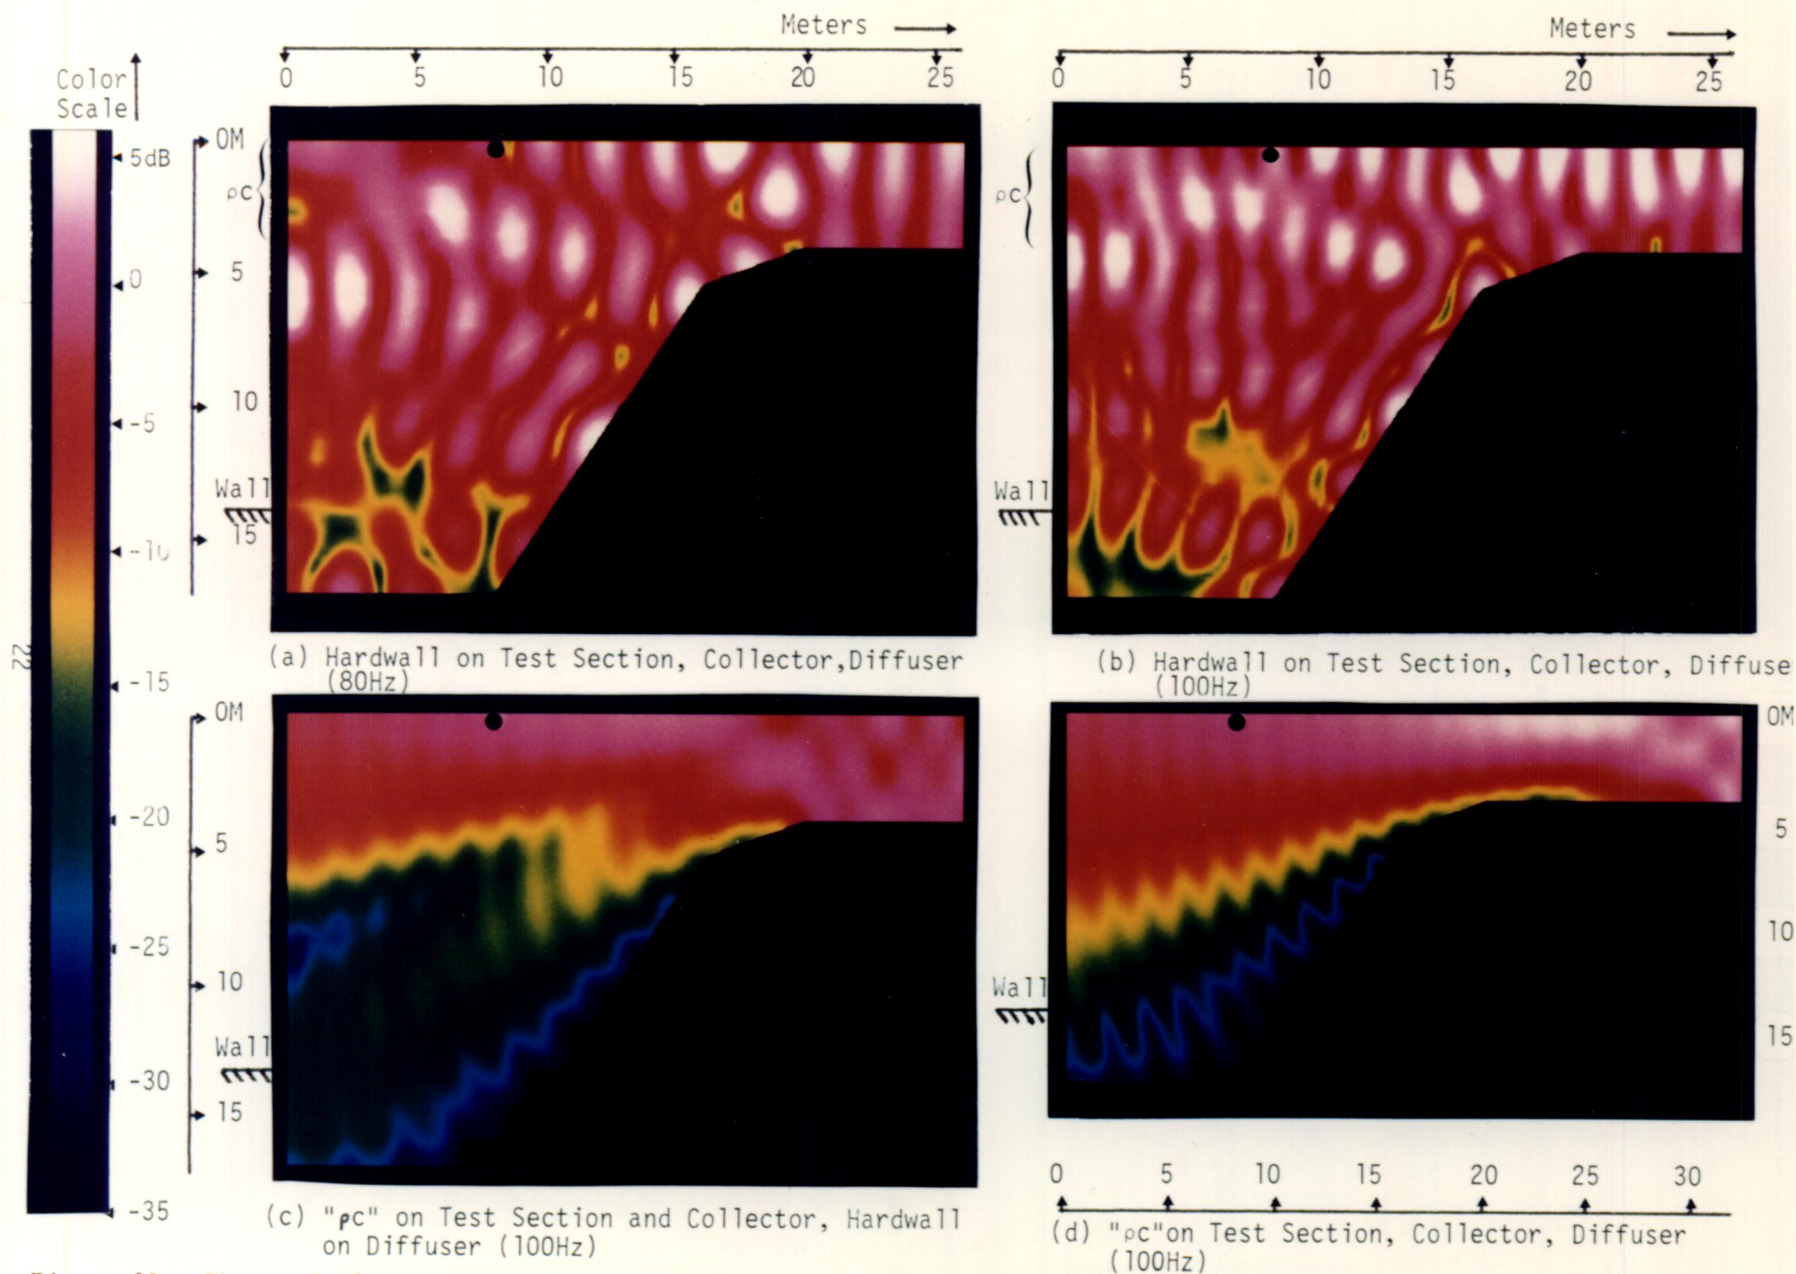 Meters
0 5 10 15 20 25
Meters
0 5 10 15 20 25
Color
Scale
5dB
0
-5
-10
-15
-20
-25
-30
-35
22
0M
ρc
5
10
Wall
15
ρc
Wall
(a) Hardwall on Test Section, Collector,Diffuser
(80Hz)
(b) Hardwall on Test Section, Collector, Diffuse
(100Hz)
0M
5
10
Wall
15
0M
5
10
Wall
15
0 5 10 15 20 25 30
(c) "ρc" on Test Section and Collector, Hardwall
on Diffuser (100Hz)
(d) "ρc"on Test Section, Collector, Diffuser
(100Hz)